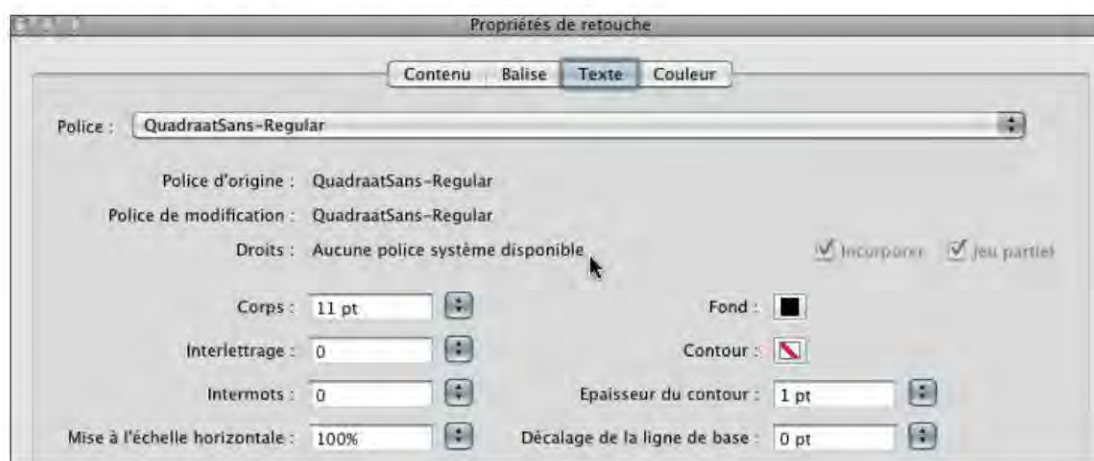 Propriétés de retouche
Contenu Balise Texte Couleur
Police : QuadraatSans-Regular
Police d'origine : QuadraatSans-Regular
Police de modification : QuadraatSans-Regular
Droits : Aucune police système disponible Incorporer Jeu partiel
Corps : 11 pt Fond :
Interlettrage : 0 Contour :
Intermots : 0 Epaisseur du contour : 1 pt
Mise à l'échelle horizontale : 100% Décalage de la ligne de base : 0 pt